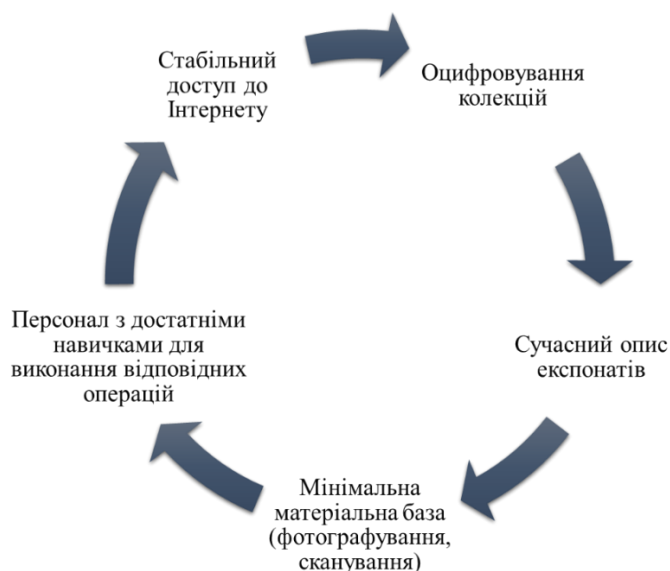 Стабільний
доступ до
Інтернету
Оцифровування
колекцій
Сучасний опис
експонатів
Мінімальна
матеріальна база
(фотографування,
сканування)
Персонал з достатніми
навичками для
виконання відповідних
операцій